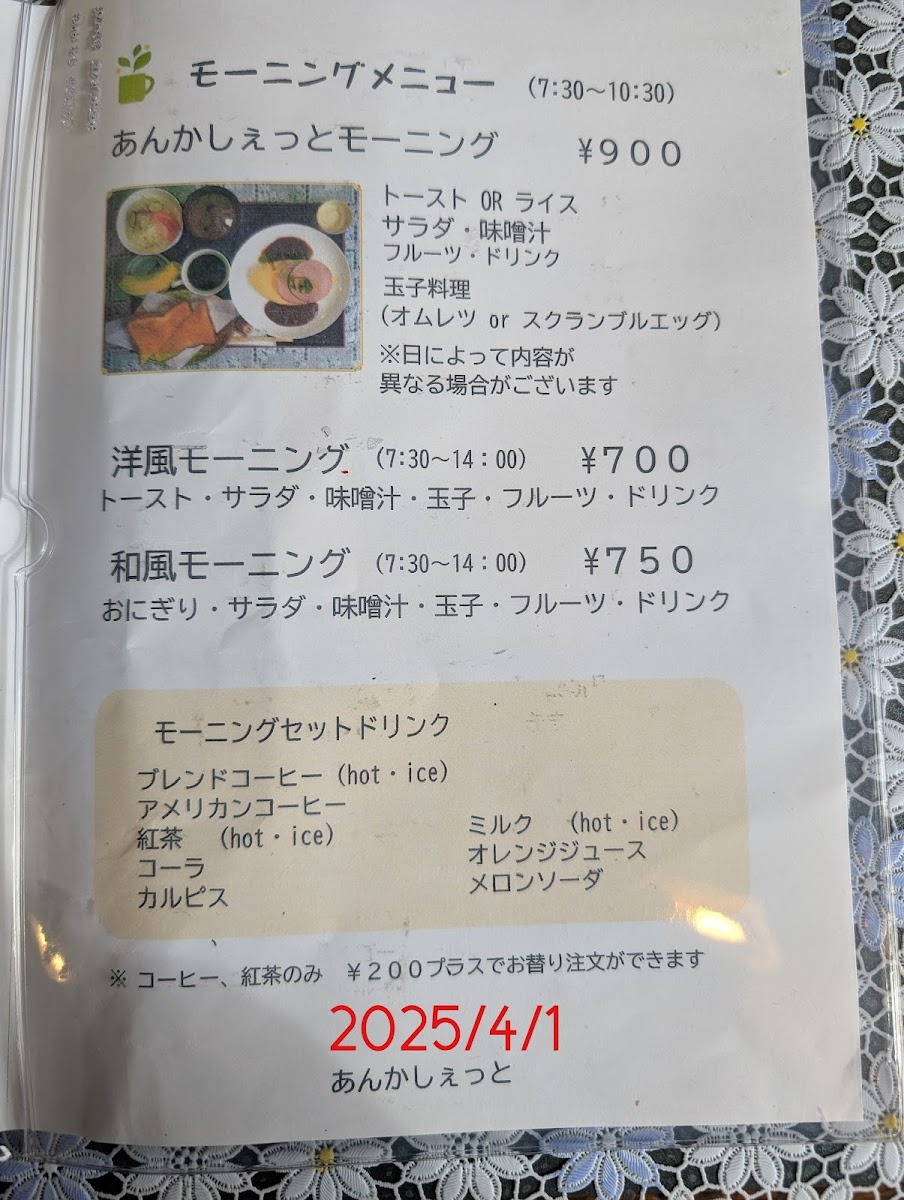 モーニングメニュー (7:30〜10:30)
あんかしぇっとモーニング ¥900
トースト OR ライス
サラダ・味噌汁
フルーツ・ドリンク
玉子料理
(オムレツ or スクランブルエッグ)
※日によって内容が
異なる場合がございます
洋風モーニング (7:30〜14：00) ¥700
トースト・サラダ・味噌汁・玉子・フルーツ・ドリンク
和風モーニング (7:30〜14：00) ¥750
おにぎり・サラダ・味噌汁・玉子・フルーツ・ドリンク
モーニングセットドリンク
ブレンドコーヒー (hot・ice)
アメリカンコーヒー
紅茶 (hot・ice)
コーラ
カルピス
ミルク (hot・ice)
オレンジジュース
メロンソーダ
※ コーヒー、紅茶のみ ¥200プラスでお替り注文ができます
2025/4/1
あんかしぇっと